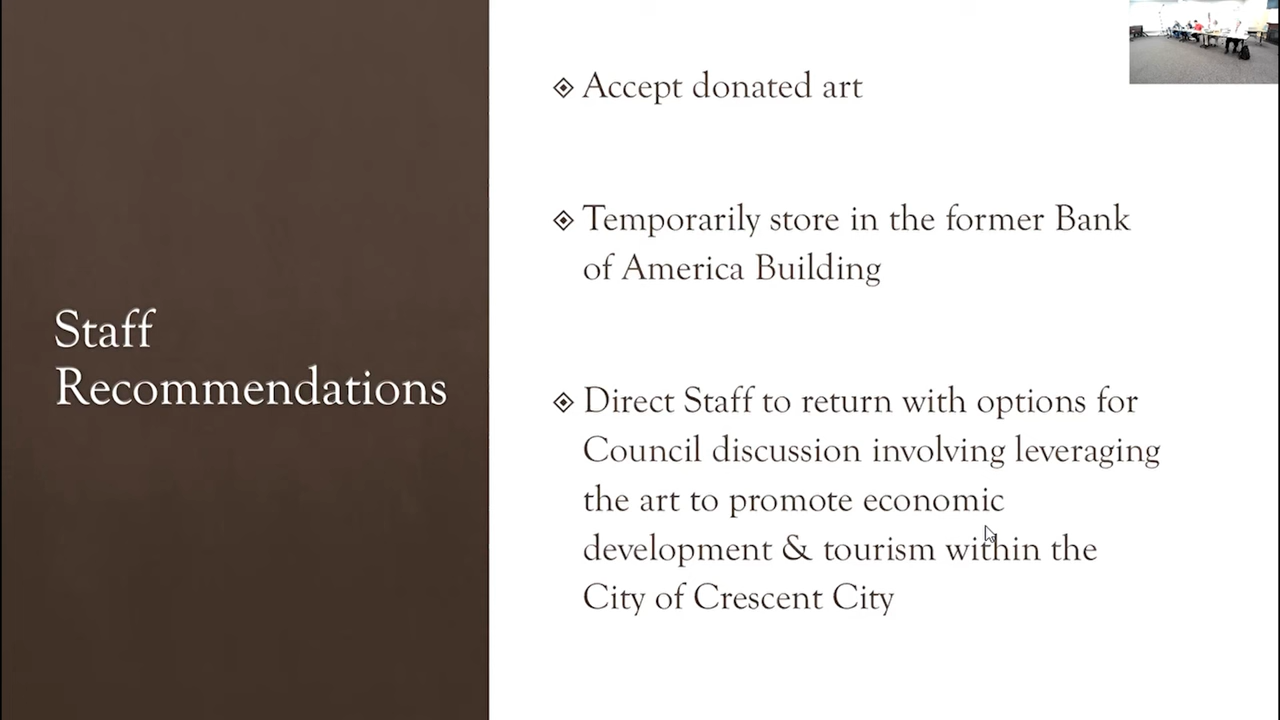 Staff
Recommendations
Accept donated art
Temporarily store in the former Bank
of America Building
Direct Staff to return with options for
Council discussion involving leveraging
the art to promote economic
development & tourism within the
City of Crescent City